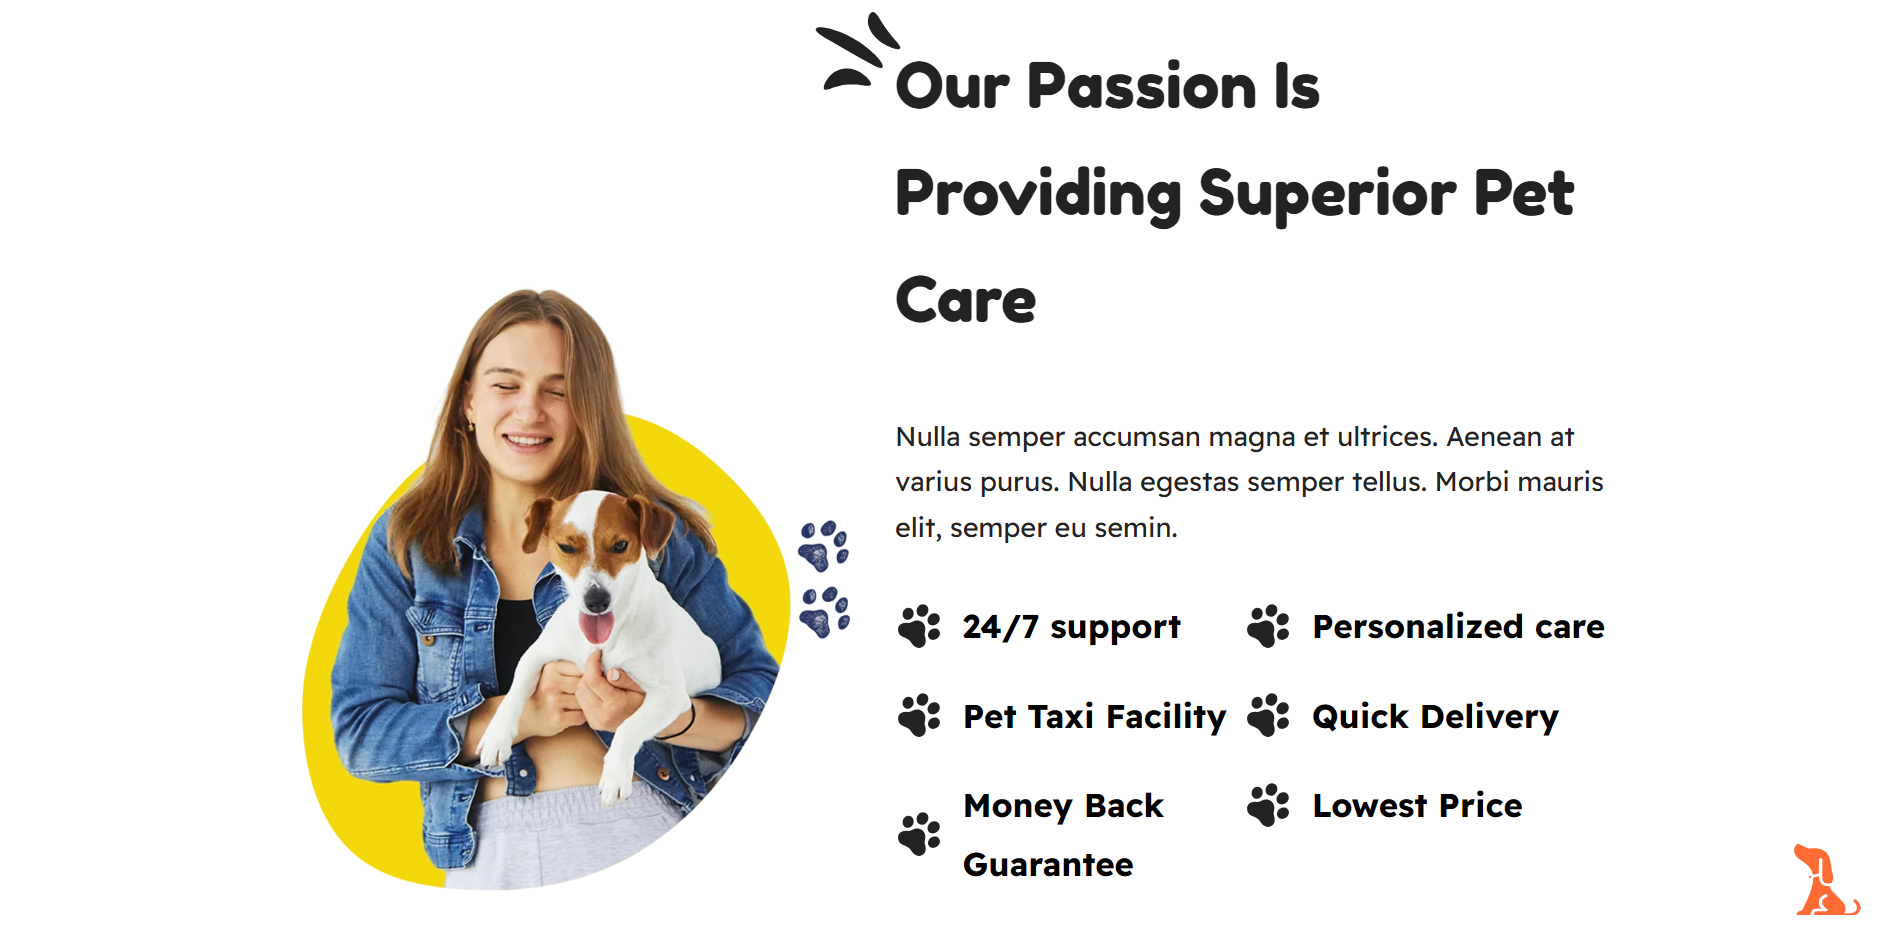 Our Passion Is
Providing Superior Pet
Care
Nulla semper accumsan magna et ultrices. Aenean at
varius purus. Nulla egestas semper tellus. Morbi mauris
elit, semper eu semin.
24/7 support
Personalized care
Pet Taxi Facility
Quick Delivery
Money Back
Guarantee
Lowest Price